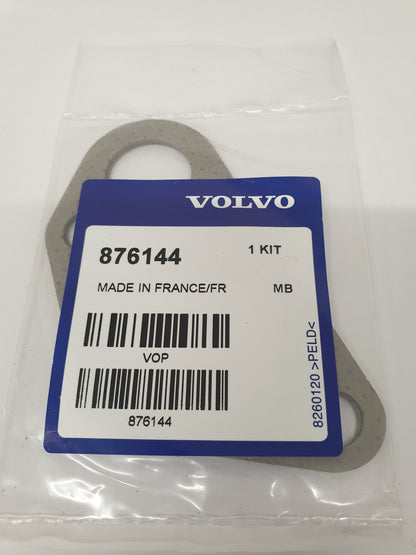 VOLVO
876144 1 KIT
MADE IN FRANCE/FR MB
VOP
876144
8260120 >PELD<